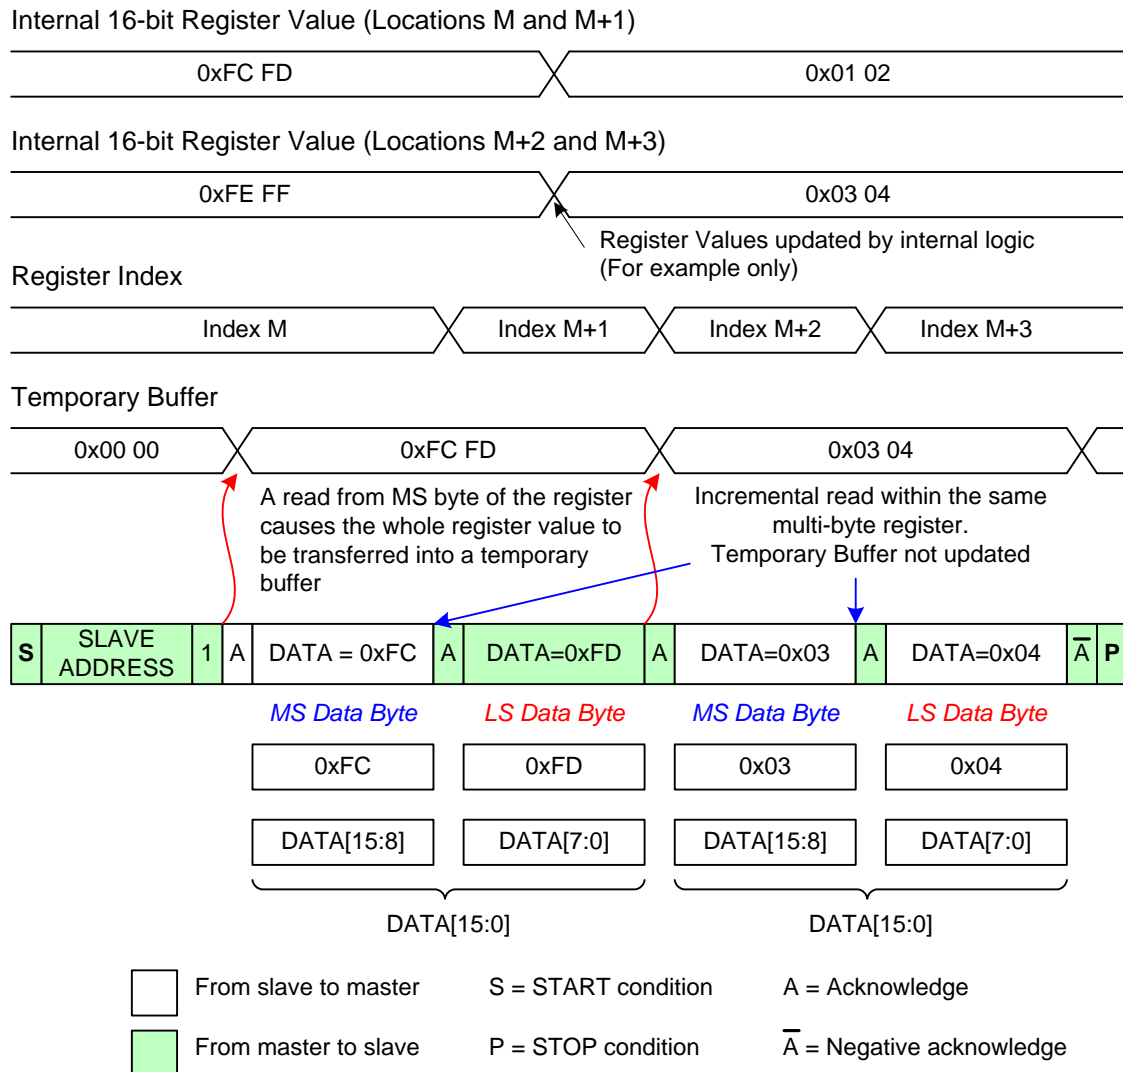 Internal 16-bit Register Value (Locations M and M+1)
0xFC FD
0x01 02
Internal 16-bit Register Value (Locations M+2 and M+3)
0xFE FF
0x03 04
Register Values updated by internal logic
(For example only)
Register Index
Index M
Index M+1
Index M+2
Index M+3
Temporary Buffer
0x00 00
0xFC FD
0x03 04
A read from MS byte of the register
causes the whole register value to
be transferred into a temporary
buffer
Incremental read within the same
multi-byte register.
Temporary Buffer not updated
S
SLAVE
ADDRESS
1
A
DATA = 0xFC
A
DATA=0xFD
A
DATA=0x03
A
DATA=0x04
A̅
P
MS Data Byte
LS Data Byte
MS Data Byte
LS Data Byte
0xFC
0xFD
0x03
0x04
DATA[15:8]
DATA[7:0]
DATA[15:8]
DATA[7:0]
DATA[15:0]
DATA[15:0]
From slave to master
S = START condition
A = Acknowledge
From master to slave
P = STOP condition
A̅ = Negative acknowledge